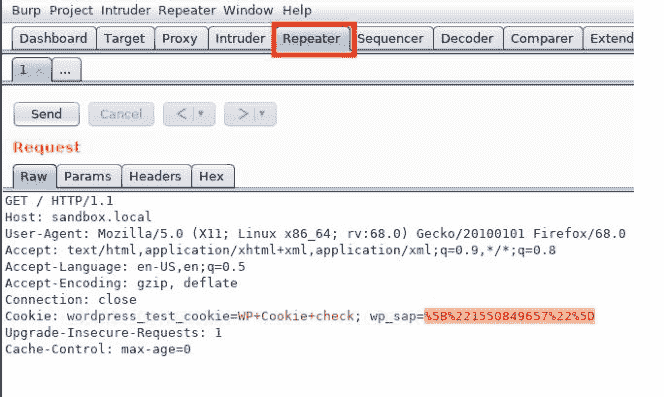 Burp Project Intruder Repeater Window Help
Dashboard Target Proxy Intruder Repeater Sequencer Decoder Comparer Extend
1 × ...
Send Cancel < ▼ > ▼
Request
Raw Params Headers Hex
GET / HTTP/1.1
Host: sandbox.local
User-Agent: Mozilla/5.0 (X11; Linux x86_64; rv:68.0) Gecko/20100101 Firefox/68.0
Accept: text/html,application/xhtml+xml,application/xml;q=0.9,*/*;q=0.8
Accept-Language: en-US,en;q=0.5
Accept-Encoding: gzip, deflate
Connection: close
Cookie: wordpress_test_cookie=WP+Cookie+check; wp_sap=%5B%221550849657%22%5D
Upgrade-Insecure-Requests: 1
Cache-Control: max-age=0